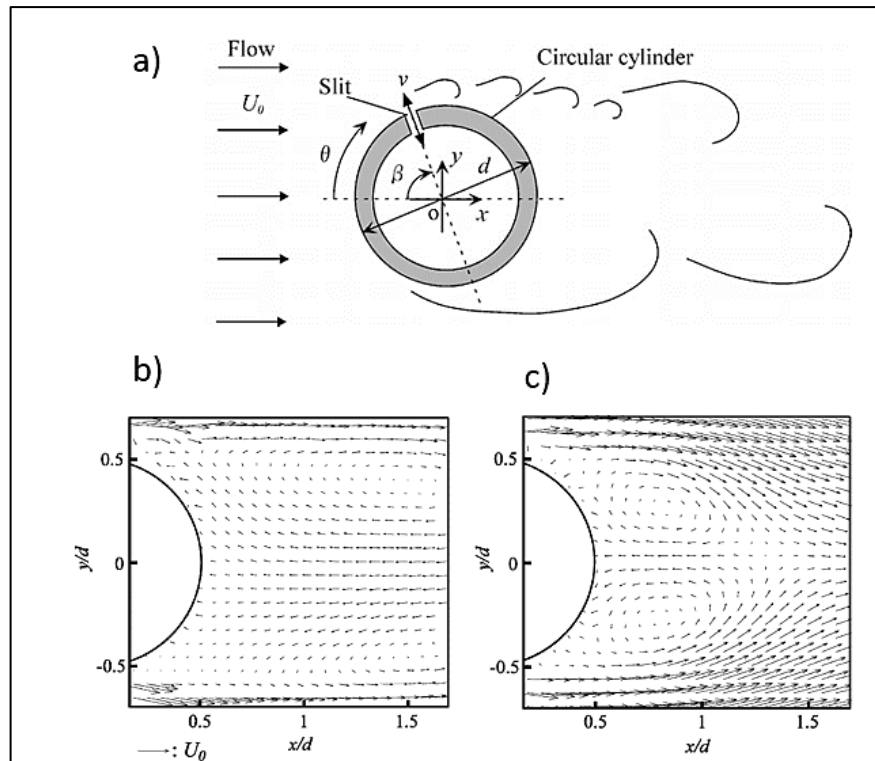 a)
Flow
Circular cylinder
Slit
v
U₀
θ
β
y
d
o
x
b)
c)
0.5
0
-0.5
y/d
0.5
1
1.5
x/d
: U₀
0.5
0
-0.5
y/d
0.5
1
1.5
x/d